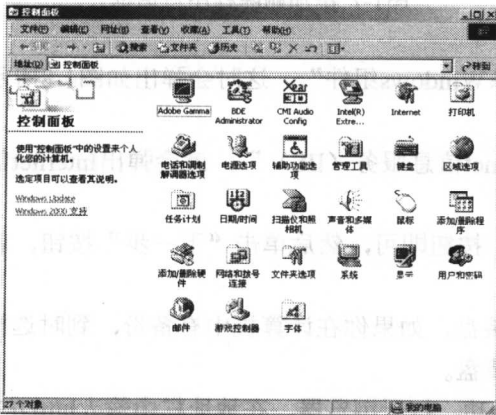 控制面板
文件(F) 编辑(E) 转到(G) 查看(V) 收藏(A) 工具(T) 帮助(H)
搜索 文件夹 历史
地址(D) 控制面板 转到
控制面板
使用“控制面板”中的设置来个人化您的计算机。
选定项目可以查看其说明。
Windows Update
Windows 2000 支持
Adobe Gamma BDE Administrator CMI Audio Config Intel(R) Extre... Internet 打印机
电话和调制解调器选项 电源选项 辅助功能选项 管理工具 键盘 区域选项
任务计划 日期/时间 扫描仪和照相机 声音和多媒体 鼠标 添加/删除程序
添加/删除硬件 网络和拨号连接 文件夹选项 系统 显示 用户和密码
邮件 游戏控制器 字体
27 个对象 我的电脑